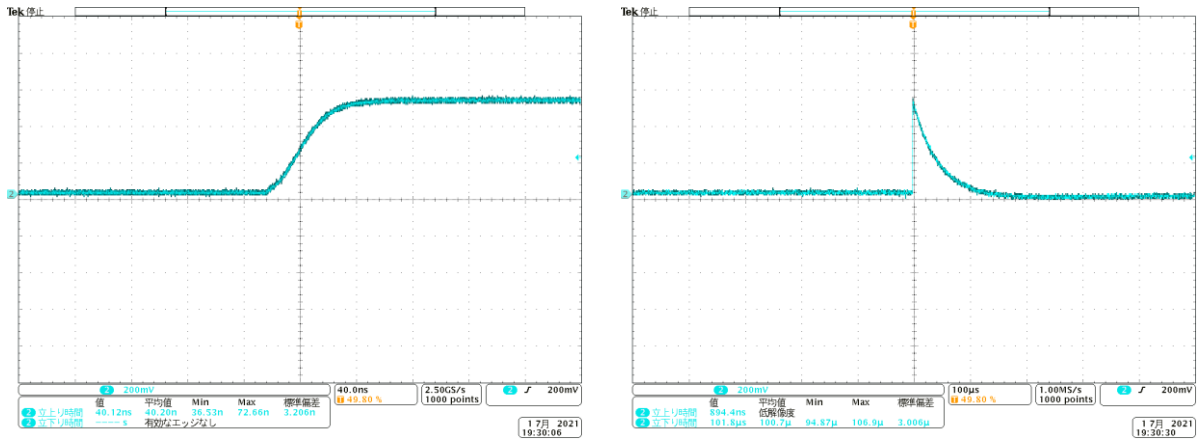 Tek 停止
T
2
2 200mV
40.0ns
T 49.80 %
2.50GS/s
1000 points
2 200mV
値 平均値 Min Max 標準偏差
2 立上り時間 40.12ns 40.20n 36.53n 72.66n 3.206n
2 立下り時間 ---- s 有効なエッジなし
1 7月 2021
19:30:06
Tek 停止
T
2
2 200mV
100µs
T 49.80 %
1.00MS/s
1000 points
2 200mV
値 平均値 Min Max 標準偏差
2 立上り時間 894.4ns 低解像度
2 立下り時間 101.8µs 100.7µ 94.87µ 106.9µ 3.006µ
1 7月 2021
19:30:30